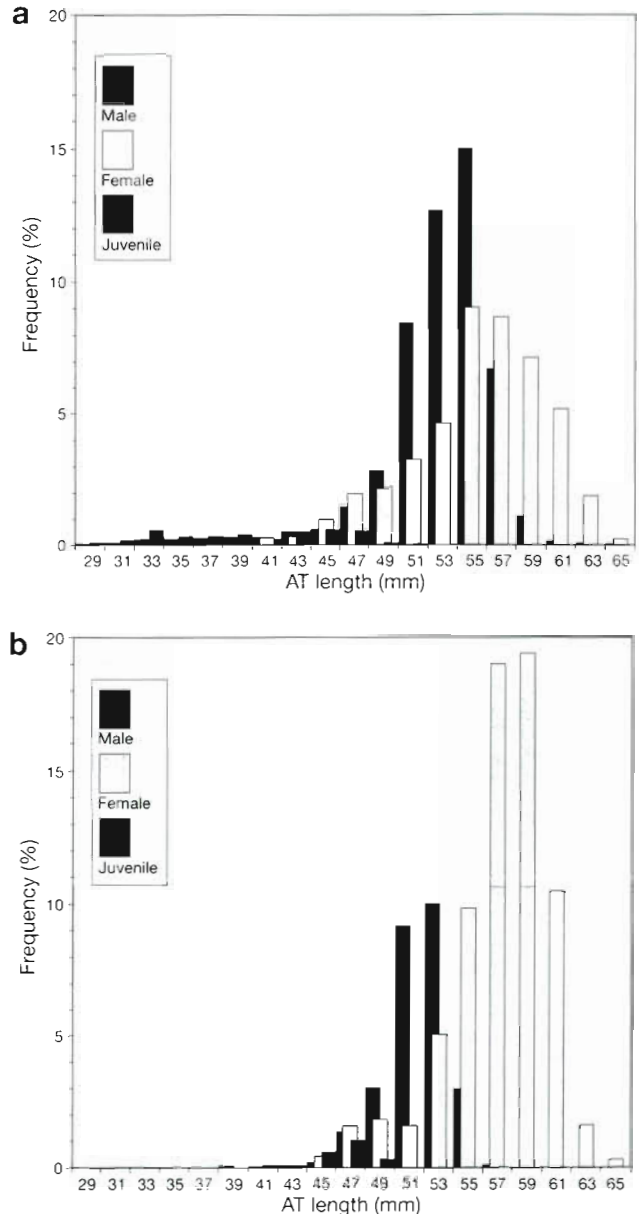 a
20
15
10
5
0
Frequency (%)
Male
Female
Juvenile
29 31 33 35 37 39 41 43 45 47 49 51 53 55 57 59 61 63 65
AT length (mm)
b
20
15
10
5
0
Frequency (%)
Male
Female
Juvenile
29 31 33 35 37 39 41 43 45 47 49 51 53 55 57 59 61 63 65
AT length (mm)